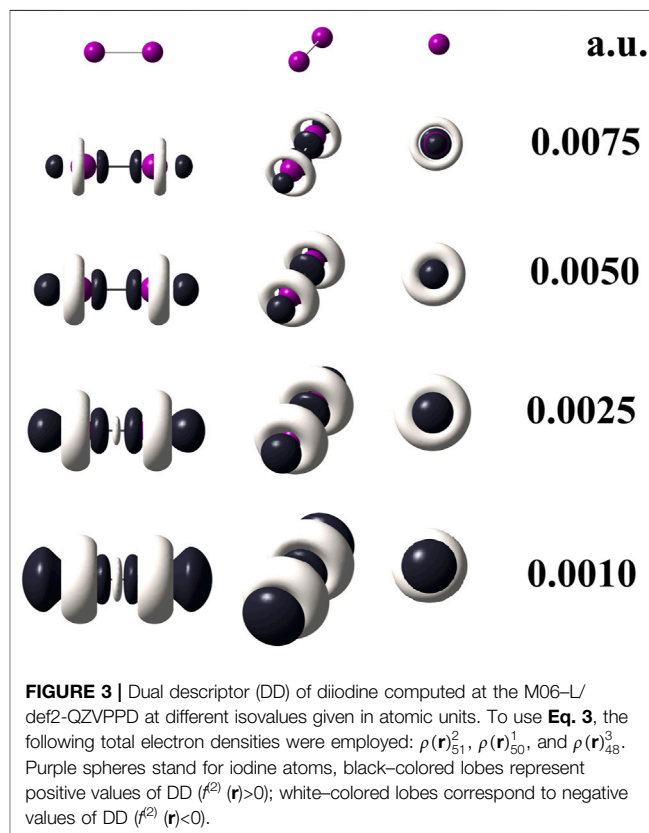 a.u.
0.0075
0.0050
0.0025
0.0010
FIGURE 3 | Dual descriptor (DD) of diiodine computed at the M06–L/
def2-QZVPPD at different isovalues given in atomic units. To use Eq. 3, the
following total electron densities were employed: ρ(r)²₅₁, ρ(r)¹₅₀, and ρ(r)³₄₈.
Purple spheres stand for iodine atoms, black–colored lobes represent
positive values of DD (f⁽²⁾ (r)>0); white–colored lobes correspond to negative
values of DD (f⁽²⁾ (r)<0).